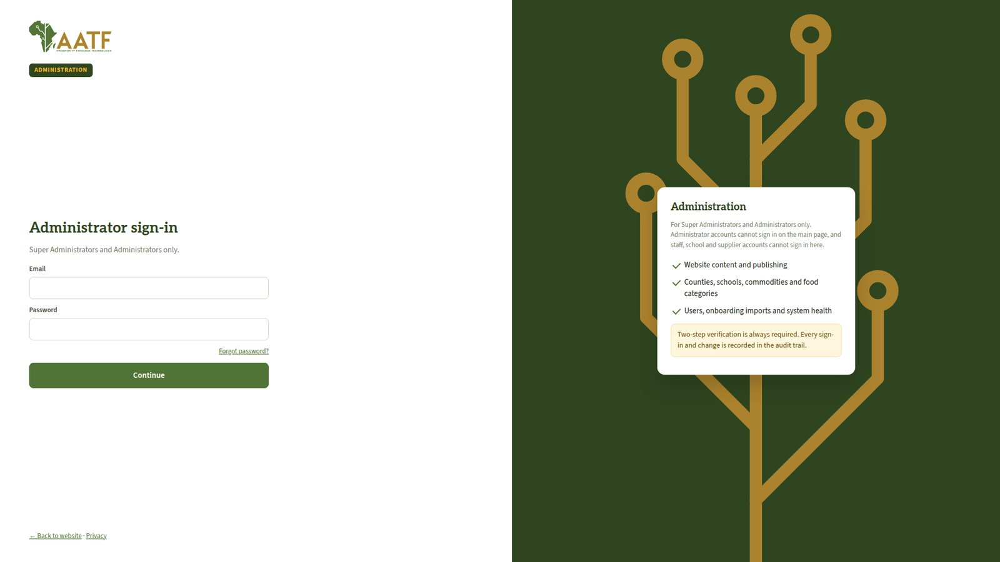 AATF
PROSPERITY THROUGH TECHNOLOGY
ADMINISTRATION
Administrator sign-in
Super Administrators and Administrators only.
Email
Password
Forgot password?
Continue
← Back to website · Privacy
Administration
For Super Administrators and Administrators only.
Administrator accounts cannot sign in on the main page, and
staff, school and supplier accounts cannot sign in here.
Website content and publishing
Counties, schools, commodities and food
categories
Users, onboarding imports and system health
Two-step verification is always required. Every sign-
in and change is recorded in the audit trail.